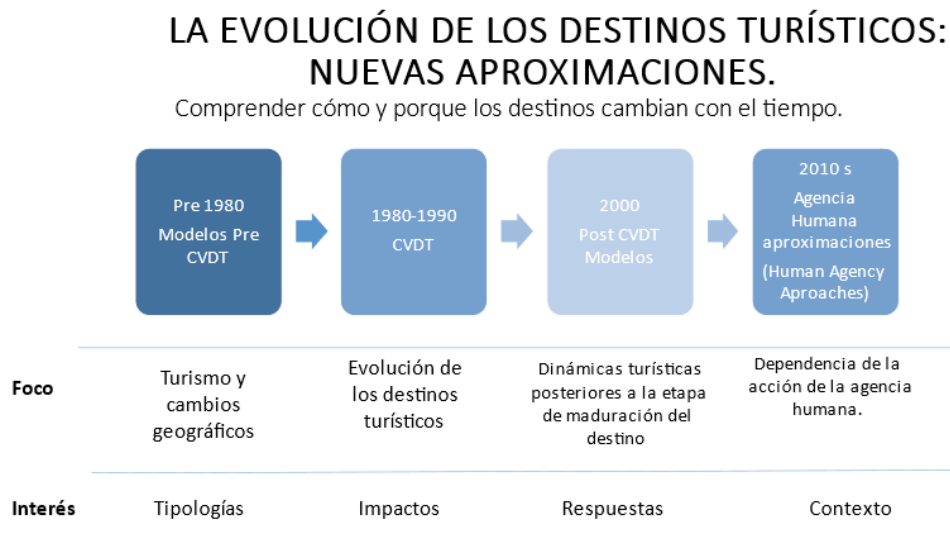 LA EVOLUCIÓN DE LOS DESTINOS TURÍSTICOS:
NUEVAS APROXIMACIONES.
Comprender cómo y porque los destinos cambian con el tiempo.
Pre 1980
Modelos Pre
CVDT
1980-1990
CVDT
2000
Post CVDT
Modelos
2010 s
Agencia
Humana
aproximaciones
(Human Agency
Aproaches)
Foco
Turismo y
cambios
geográficos
Evolución de
los destinos
turísticos
Dinámicas turísticas
posteriores a la etapa
de maduración del
destino
Dependencia de la
acción de la agencia
humana.
Interés
Tipologías
Impactos
Respuestas
Contexto